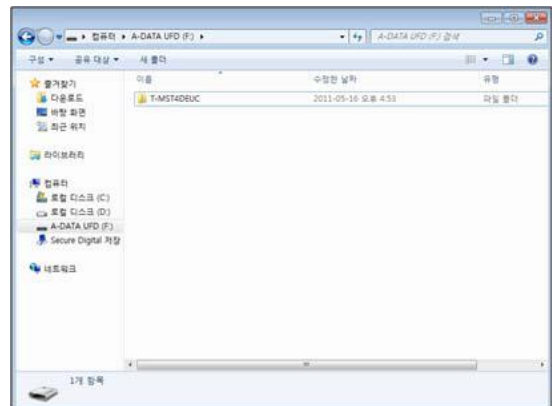 컴퓨터 ▸ A-DATA UFD (F:) ▸
A-DATA UFD (F:) 검색
구성
공유 대상
새 폴더
이름
수정한 날짜
유형
즐겨찾기
다운로드
바탕 화면
최근 위치
라이브러리
컴퓨터
로컬 디스크 (C:)
로컬 디스크 (D:)
A-DATA UFD (F:)
Secure Digital 저장
네트워크
T-MST4DEUC
2011-05-16 오후 4:53
파일 폴더
1개 항목